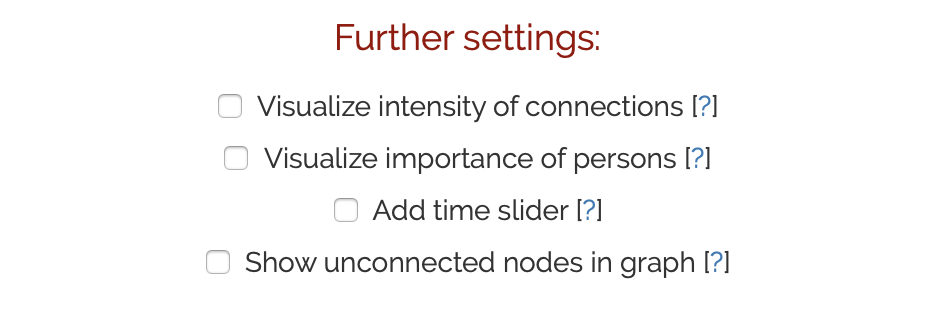 Further settings:
Visualize intensity of connections [?]
Visualize importance of persons [?]
Add time slider [?]
Show unconnected nodes in graph [?]